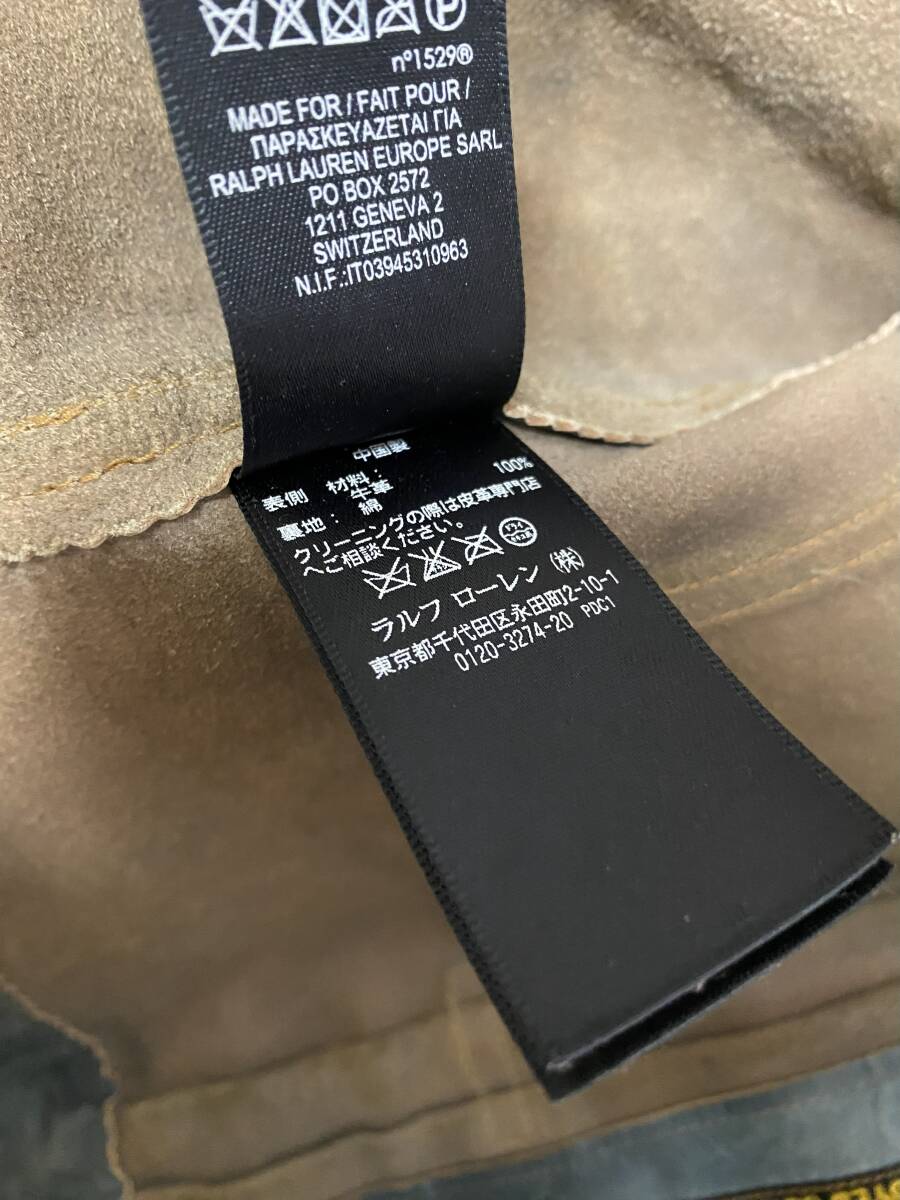 n°1529®
MADE FOR / FAIT POUR /
ΠΑΡΑΣΚΕΥΑΖΕΤΑΙ ΓΙΑ
RALPH LAUREN EUROPE SARL
PO BOX 2572
1211 GENEVA 2
SWITZERLAND
N.I.F.:IT03945310963
中国製
表側 材料:
牛革 100%
裏地: 綿
クリーニングの際は皮革専門店
へご相談ください。
ドライ
ラルフ ローレン (株)
東京都千代田区永田町2-10-1
0120-3274-20 PDC1